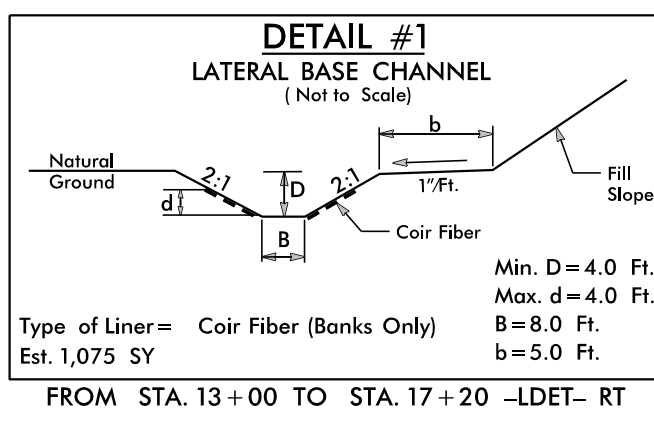 DETAIL #1
LATERAL BASE CHANNEL
( Not to Scale)
b
Natural
Ground
2:1
2:1
1"/Ft.
Fill
Slope
d
D
B
Coir Fiber
Min. D=4.0 Ft.
Max. d=4.0 Ft.
B=8.0 Ft.
b=5.0 Ft.
Type of Liner= Coir Fiber (Banks Only)
Est. 1,075 SY
FROM STA. 13+00 TO STA. 17+20 –LDET– RT